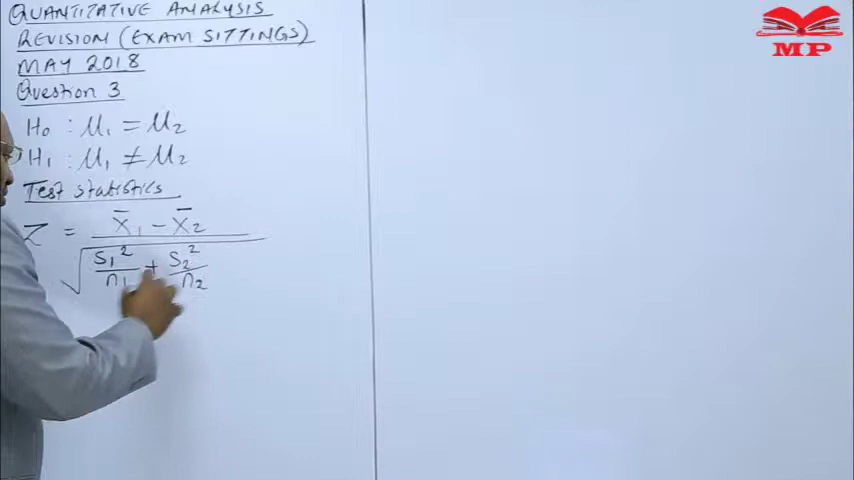 QUANTITATIVE ANALYSIS
REVISION (EXAM SITTINGS)
MAY 2018
Question 3
H₀ : μ₁ = μ₂
H₁ : μ₁ ≠ μ₂
Test statistics
Z = (X̄₁ − X̄₂) / √(S₁²/n₁ + S₂²/n₂)
MP